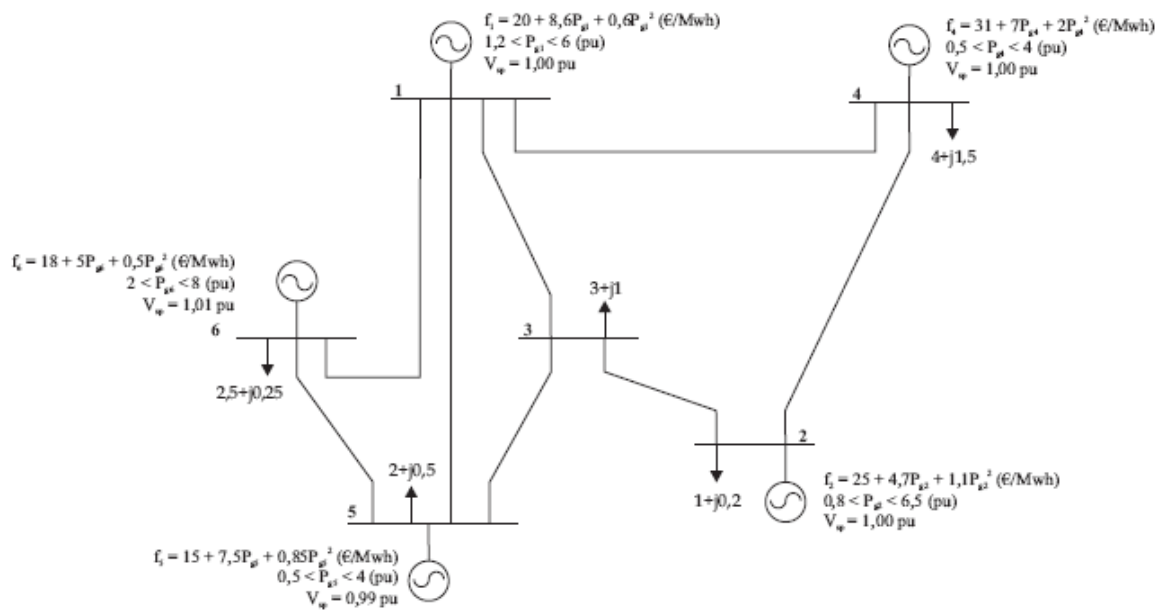 f₁ = 20 + 8,6P_g1 + 0,6P_g1² (€/Mwh)
1,2 < P_g1 < 6 (pu)
V_sp = 1,00 pu
1
f₄ = 31 + 7P_g4 + 2P_g4² (€/Mwh)
0,5 < P_g4 < 4 (pu)
V_sp = 1,00 pu
4
4+j1,5
f₆ = 18 + 5P_g6 + 0,5P_g6² (€/Mwh)
2 < P_g6 < 8 (pu)
V_sp = 1,01 pu
6
2,5+j0,25
3
3+j1
2
1+j0,2
f₂ = 25 + 4,7P_g2 + 1,1P_g2² (€/Mwh)
0,8 < P_g2 < 6,5 (pu)
V_sp = 1,00 pu
2+j0,5
5
f₅ = 15 + 7,5P_g5 + 0,85P_g5² (€/Mwh)
0,5 < P_g5 < 4 (pu)
V_sp = 0,99 pu